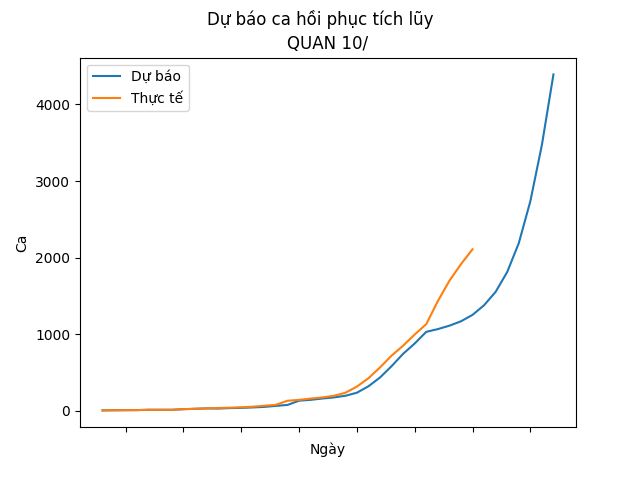 Dự báo ca hồi phục tích lũy
QUAN 10/
Dự báo
Thực tế
4000
3000
2000
1000
0
Ca
Ngày